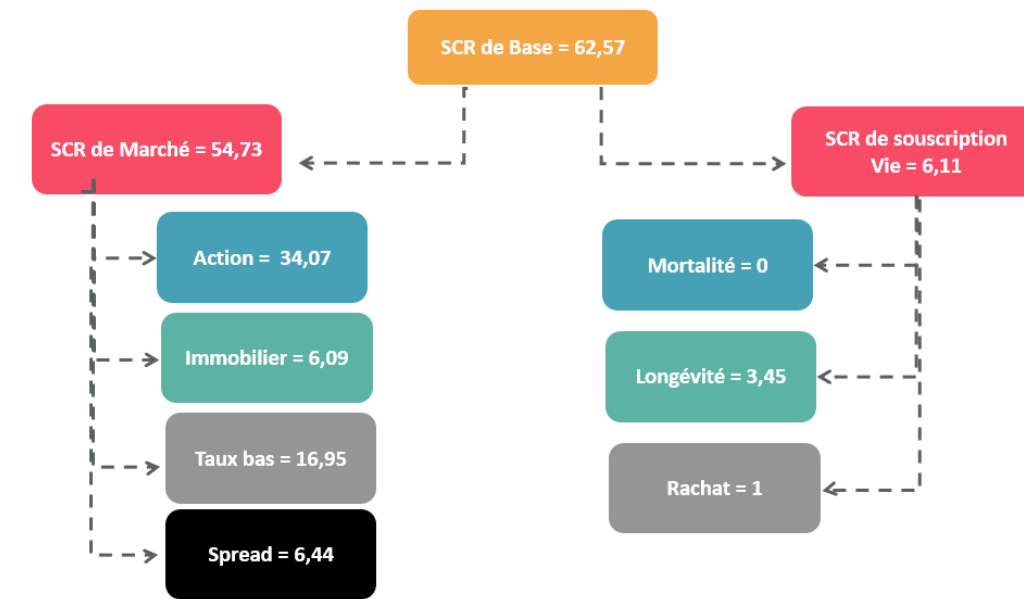 SCR de Base = 62,57
SCR de Marché = 54,73
SCR de souscription
Vie = 6,11
Action =  34,07
Mortalité = 0
Immobilier = 6,09
Longévité = 3,45
Taux bas = 16,95
Rachat = 1
Spread = 6,44